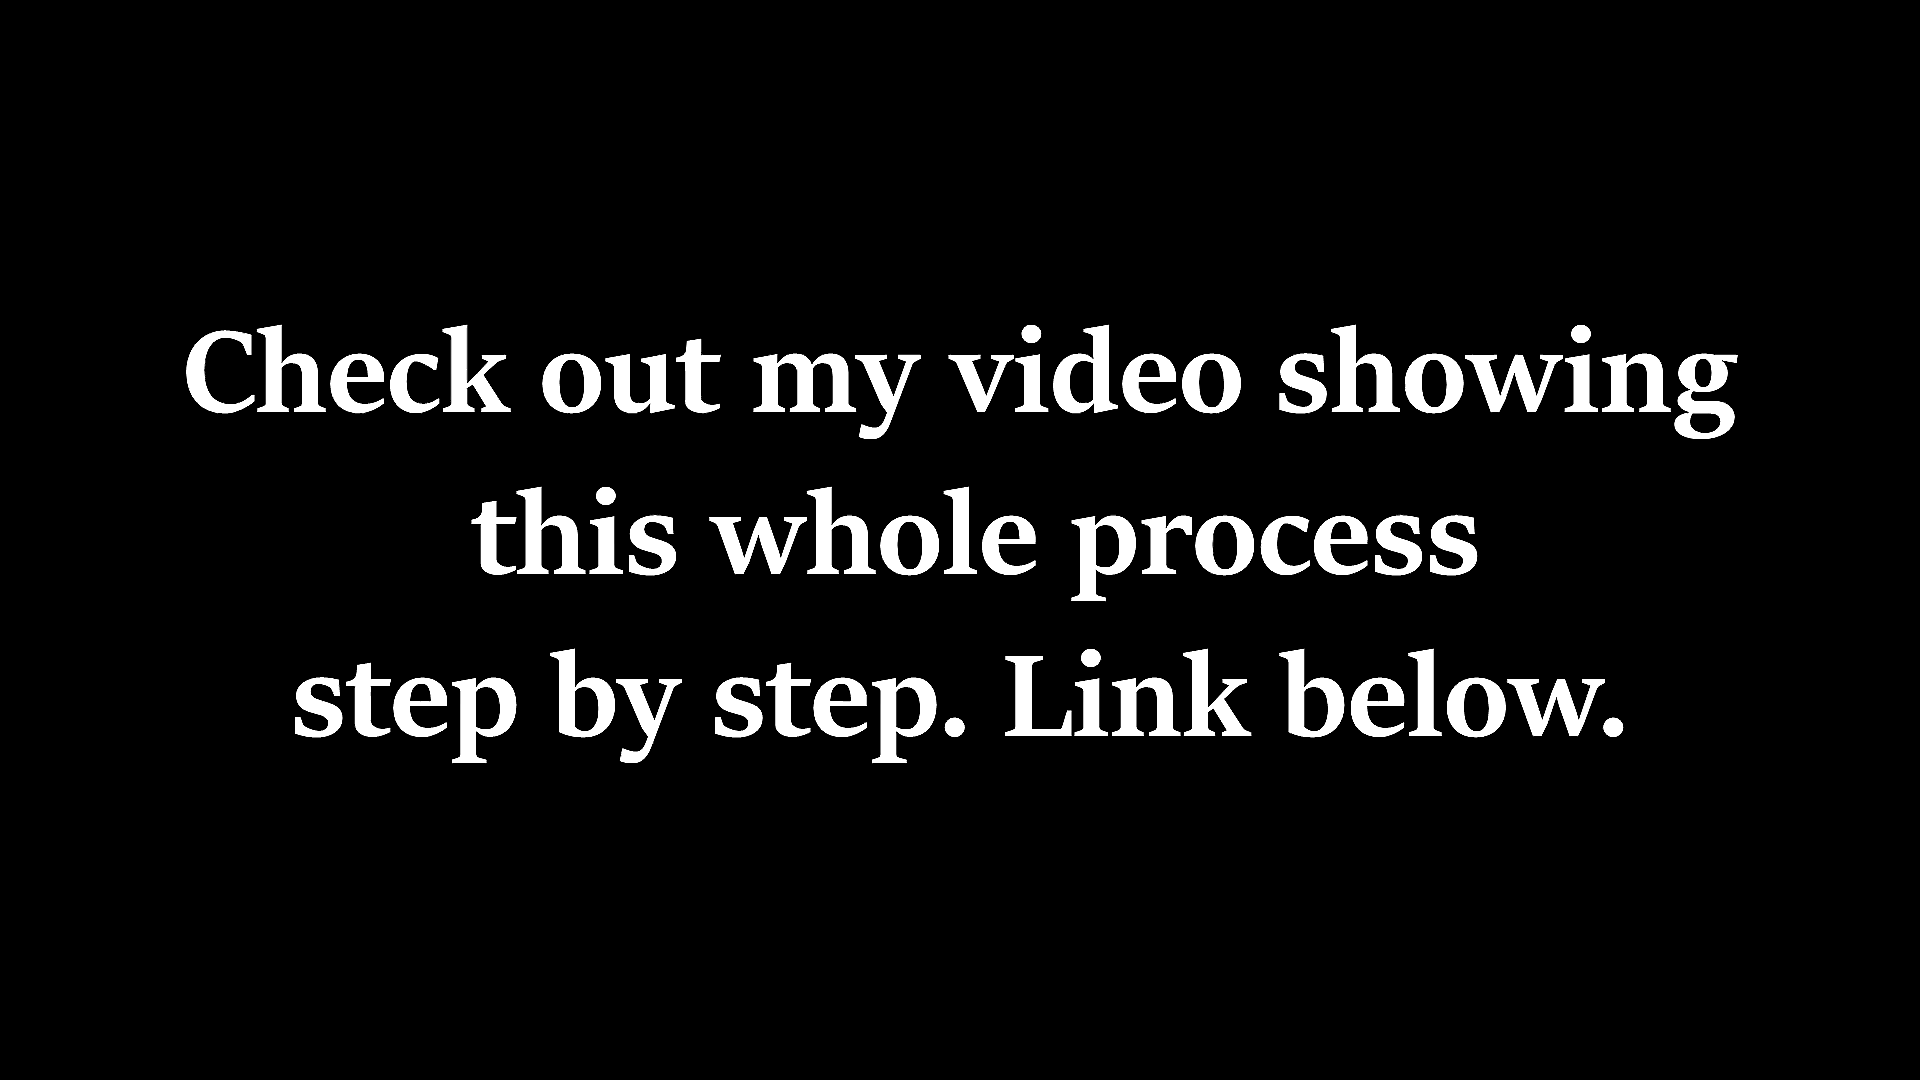 Check out my video showing
this whole process
step by step. Link below.